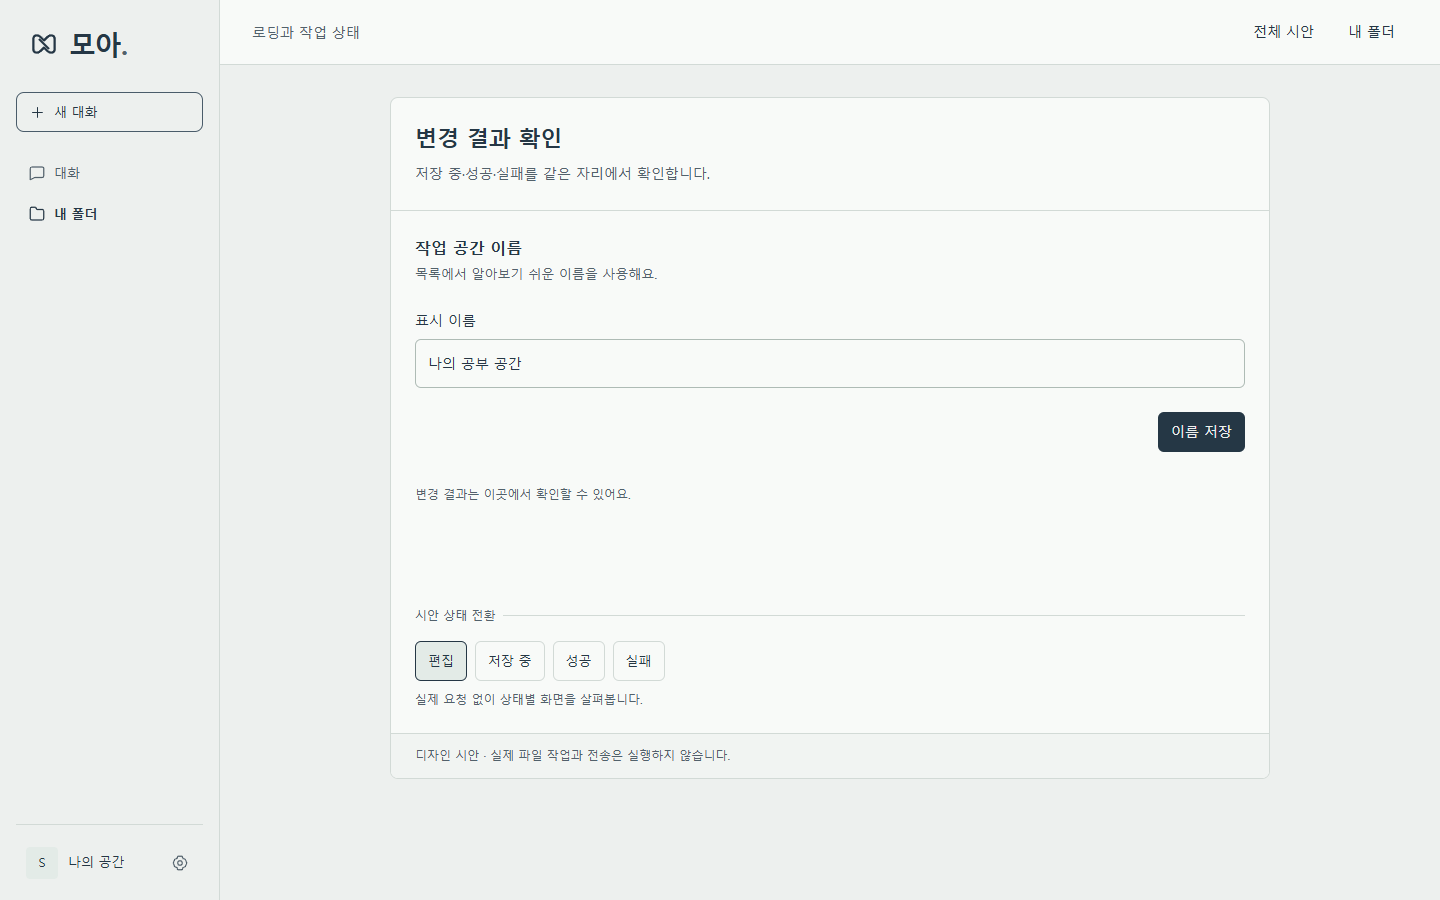 모아.
새 대화
대화
내 폴더
나의 공간
S
로딩과 작업 상태
전체 시안
내 폴더
변경 결과 확인
저장 중·성공·실패를 같은 자리에서 확인합니다.
작업 공간 이름
목록에서 알아보기 쉬운 이름을 사용해요.
표시 이름
나의 공부 공간
이름 저장
변경 결과는 이곳에서 확인할 수 있어요.
시안 상태 전환
편집
저장 중
성공
실패
실제 요청 없이 상태별 화면을 살펴봅니다.
디자인 시안 · 실제 파일 작업과 전송은 실행하지 않습니다.